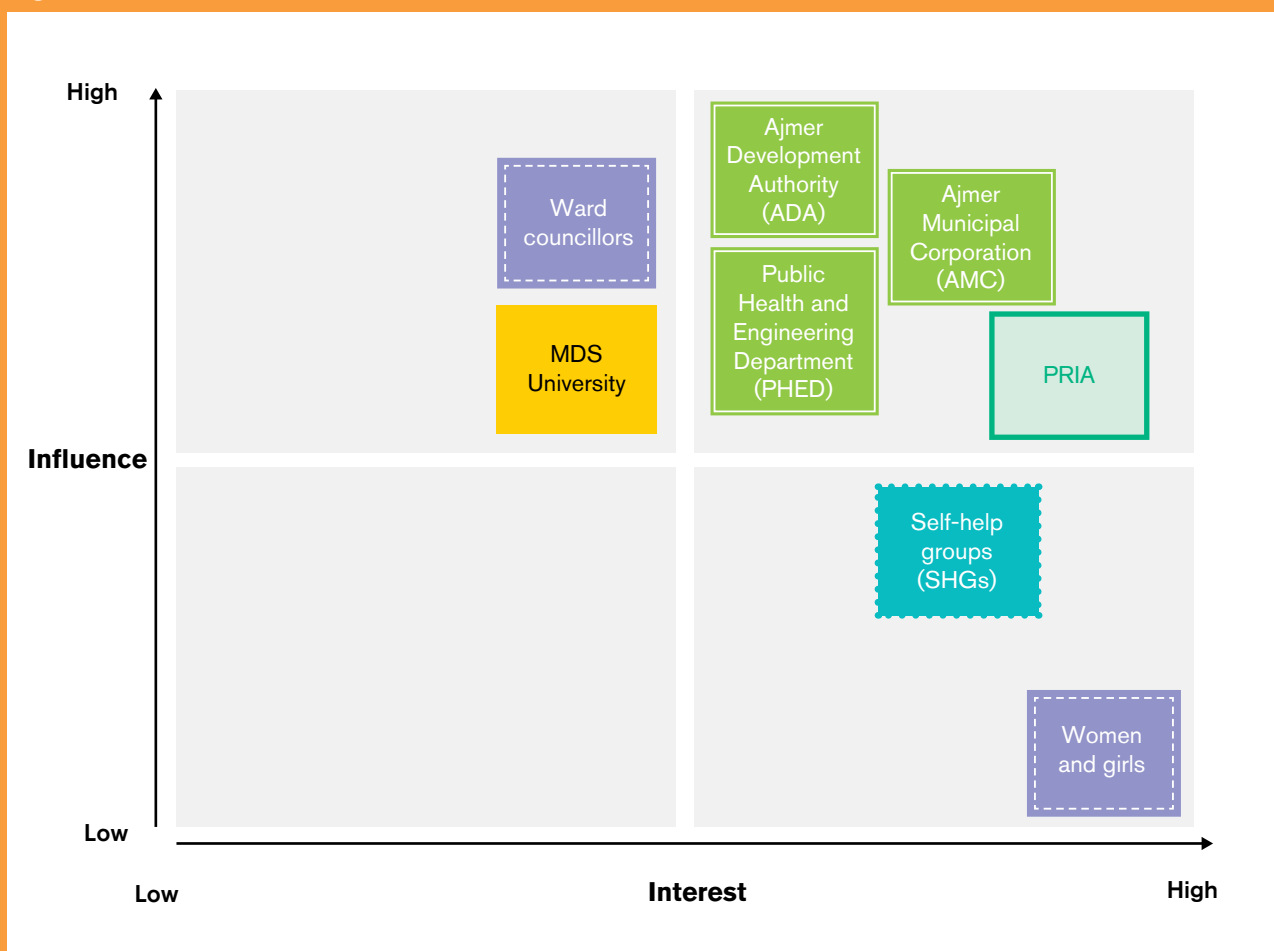 High
Ward
councillors
MDS
University
Ajmer
Development
Authority
(ADA)
Public
Health and
Engineering
Department
(PHED)
Ajmer
Municipal
Corporation
(AMC)
PRIA
Influence
Self-help
groups
(SHGs)
Women
and girls
Low
Low
Interest
High